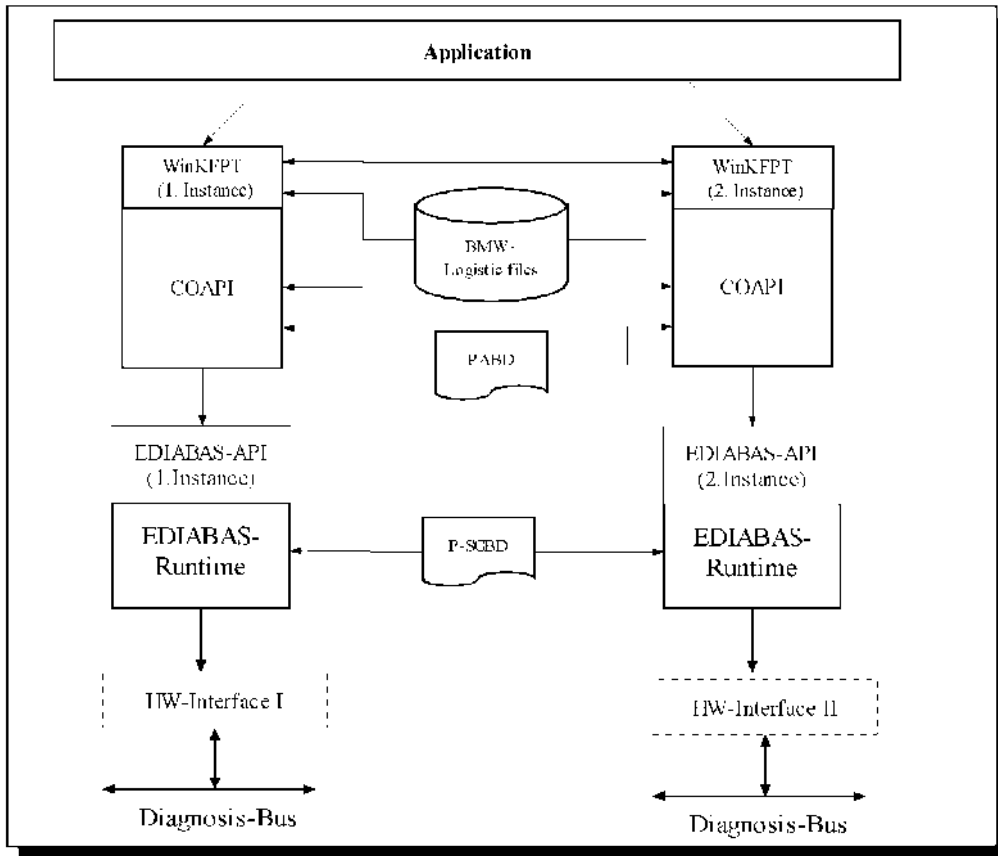 Application
WinKFPT
(1. Instance)
WinKFPT
(2. Instance)
BMW-
Logistic files
COAPI
COAPI
P-ABD
EDIABAS-API
(1.Instance)
EDIABAS-API
(2.Instance)
EDIABAS-
Runtime
P-SGBD
EDIABAS-
Runtime
HW-Interface I
HW-Interface II
Diagnosis-Bus
Diagnosis-Bus